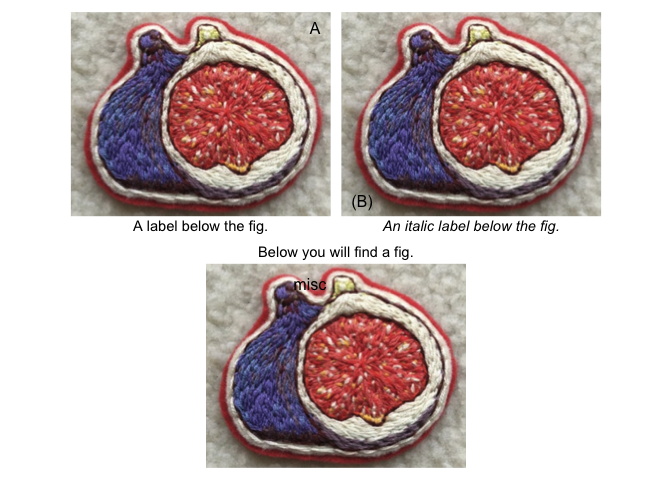 A
(B)
A label below the fig.
An italic label below the fig.
Below you will find a fig.
misc